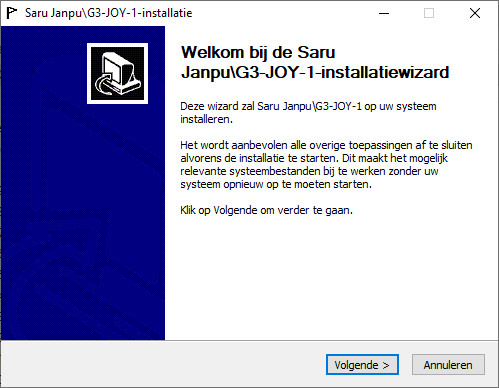 Saru Janpu\G3-JOY-1-installatie
Welkom bij de Saru
Janpu\G3-JOY-1-installatiewizard
Deze wizard zal Saru Janpu\G3-JOY-1 op uw systeem
installeren.
Het wordt aanbevolen alle overige toepassingen af te sluiten
alvorens de installatie te starten. Dit maakt het mogelijk
relevante systeembestanden bij te werken zonder uw
systeem opnieuw op te moeten starten.
Klik op Volgende om verder te gaan.
Volgende >
Annuleren